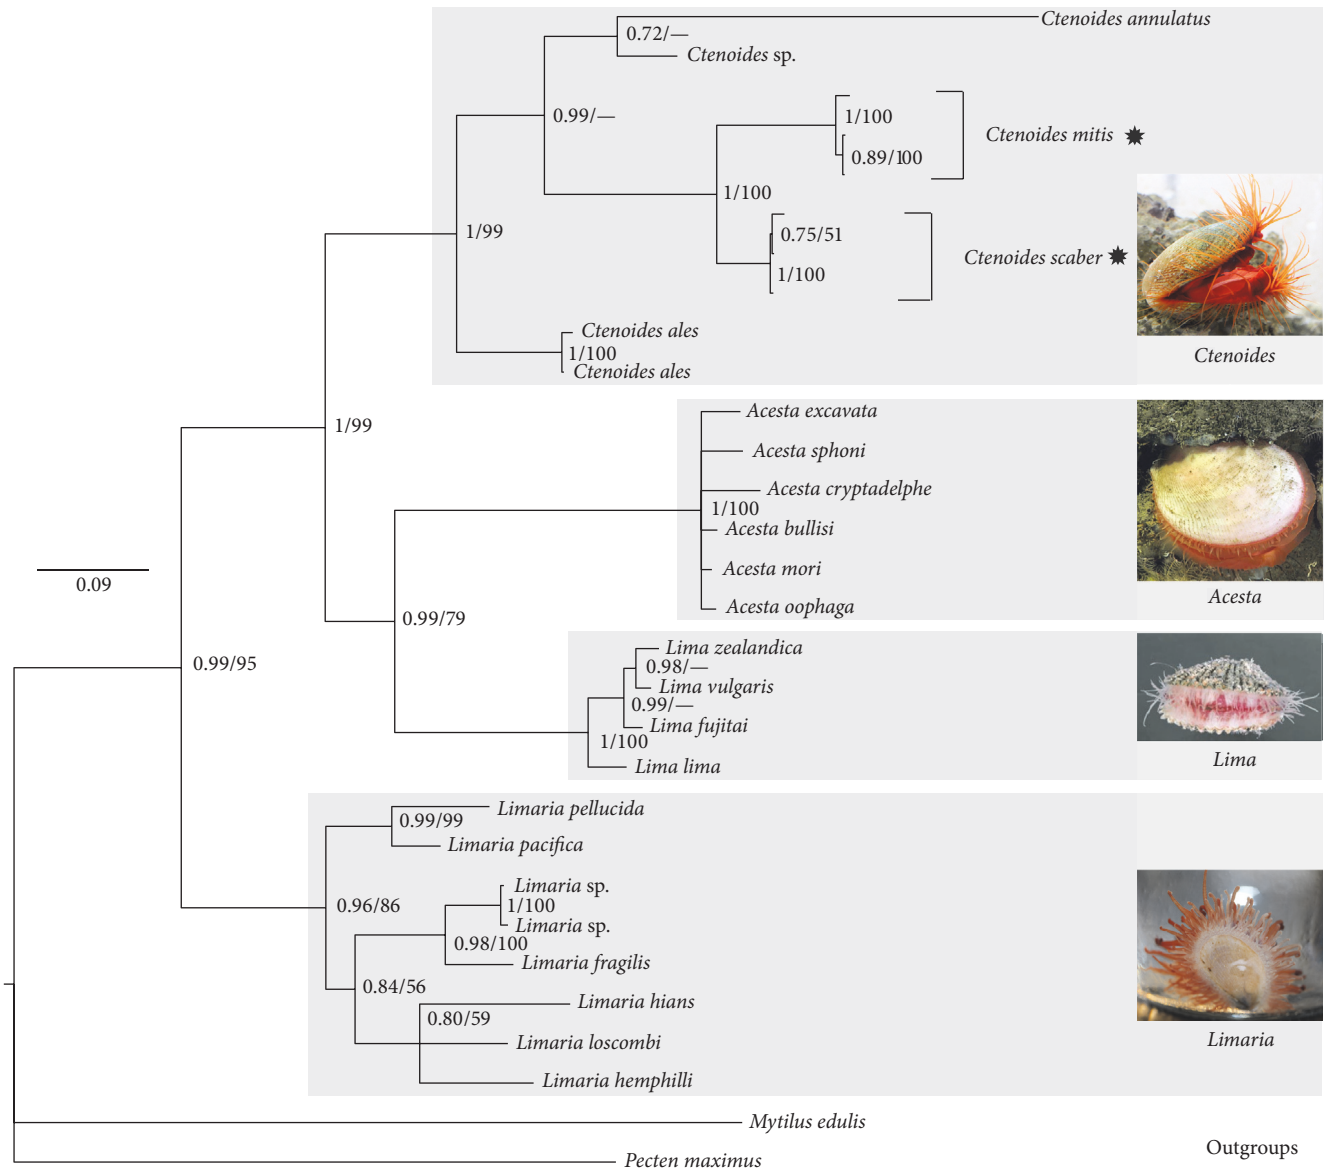 Ctenoides annulatus
0.72/—
Ctenoides sp.
0.99/—
1/100
Ctenoides mitis
0.89/100
1/100
0.75/51
Ctenoides scaber
1/100
1/99
Ctenoides ales
1/100
Ctenoides ales
Ctenoides
1/99
Acesta excavata
Acesta sphoni
Acesta cryptadelphe
1/100
Acesta bullisi
Acesta mori
Acesta oophaga
Acesta
0.09
0.99/79
0.99/95
Lima zealandica
0.98/—
Lima vulgaris
0.99/—
Lima fujitai
1/100
Lima lima
Lima
Limaria pellucida
0.99/99
Limaria pacifica
0.96/86
Limaria sp.
1/100
Limaria sp.
0.98/100
Limaria fragilis
0.84/56
Limaria hians
0.80/59
Limaria loscombi
Limaria hemphilli
Limaria
Mytilus edulis
Outgroups
Pecten maximus